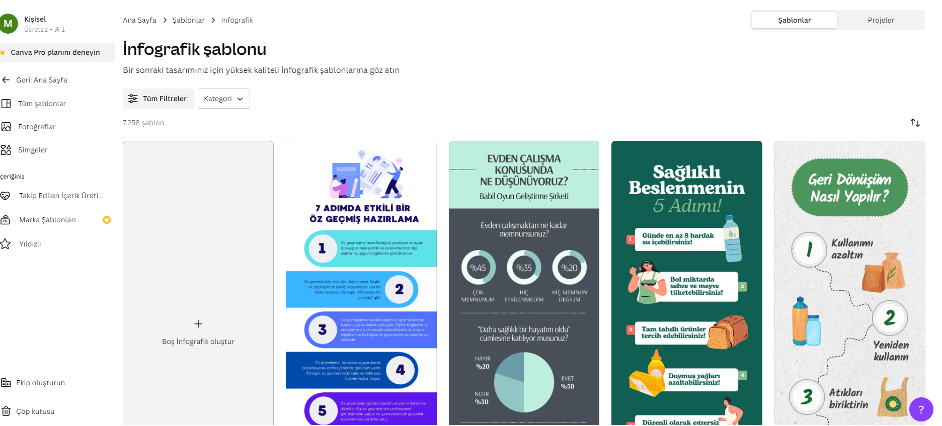 M
Kişisel
Ücretsiz • 1
Canva Pro planını deneyin
Geri: Ana Sayfa
Tüm şablonlar
Fotoğraflar
Simgeler
İçeriğiniz
Takip Edilen İçerik Üreti...
Marka Şablonları
Yıldızlı
Ekip oluşturun
Çöp kutusu
Ana Sayfa
Şablonlar
İnfografik
Şablonlar
Projeler
İnfografik şablonu
Bir sonraki tasarımınız için yüksek kaliteli İnfografik şablonlarına göz atın
Tüm Filtreler
Kategori
7.258 şablon
Boş İnfografik oluştur
7 ADIMDA ETKİLİ BİR
ÖZ GEÇMİŞ HAZIRLAMA
1
2
3
4
5
EVDEN ÇALIŞMA
KONUSUNDA
NE DÜŞÜNÜYORUZ?
Babil Oyun Geliştirme Şirketi
Evden çalışmaktan ne kadar
memnunsunuz?
%45
%35
%20
ÇOK
MEMNUNUM
HİÇ
ETKİLENMEDİM
HİÇ MEMNUN
DEĞİLİM
"Daha sağlıklı bir hayatım oldu"
cümlesine katılıyor musunuz?
HAYIR
%20
EVET
%50
%30
Sağlıklı
Beslenmenin
5 Adımı!
1
Günde en az 8 bardak
su içebilirsiniz!
Bol miktarda
sebze ve meyve
tüketebilirsiniz!
2
3
Tam tahıllı ürünler
tercih edebilirsiniz!
Doymuş yağları
azaltabilirsiniz!
4
Düzenli olarak egzersiz
Geri Dönüşüm
Nasıl Yapılır?
1
Kullanımı
azaltın
2
Yeniden
kullanın
3
Atıkları
biriktirin
?